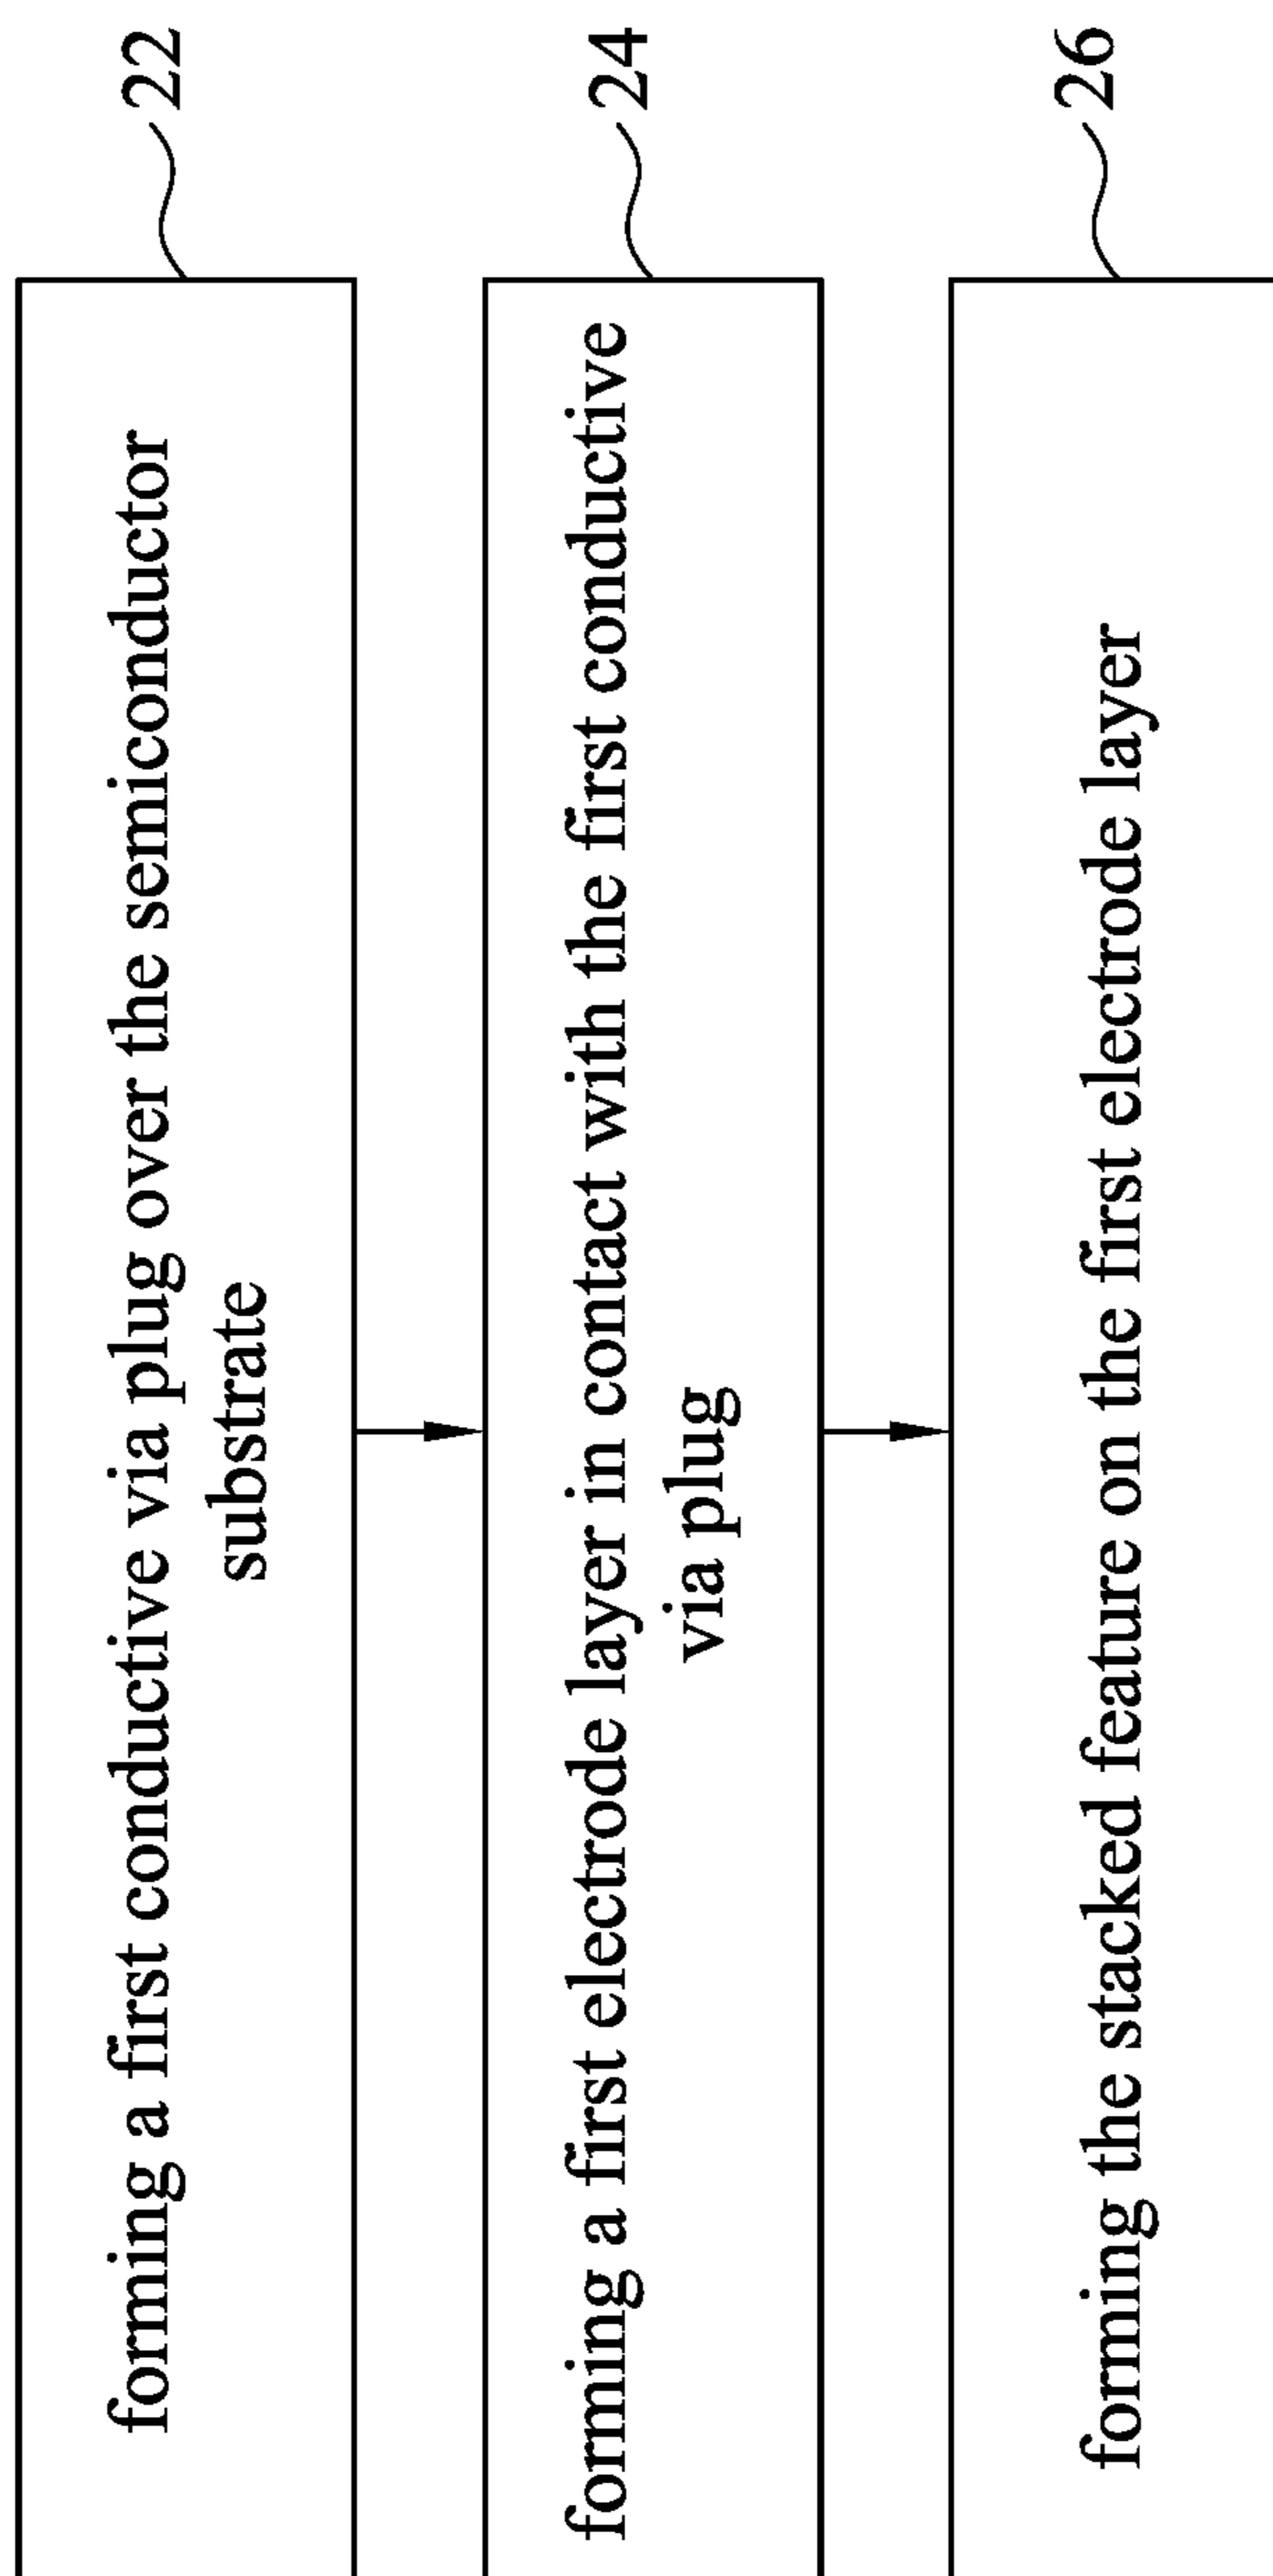 forming a first conductive via plug over the semiconductor
substrate
22
forming a first electrode layer in contact with the first conductive
via plug
24
forming the stacked feature on the first electrode layer
26